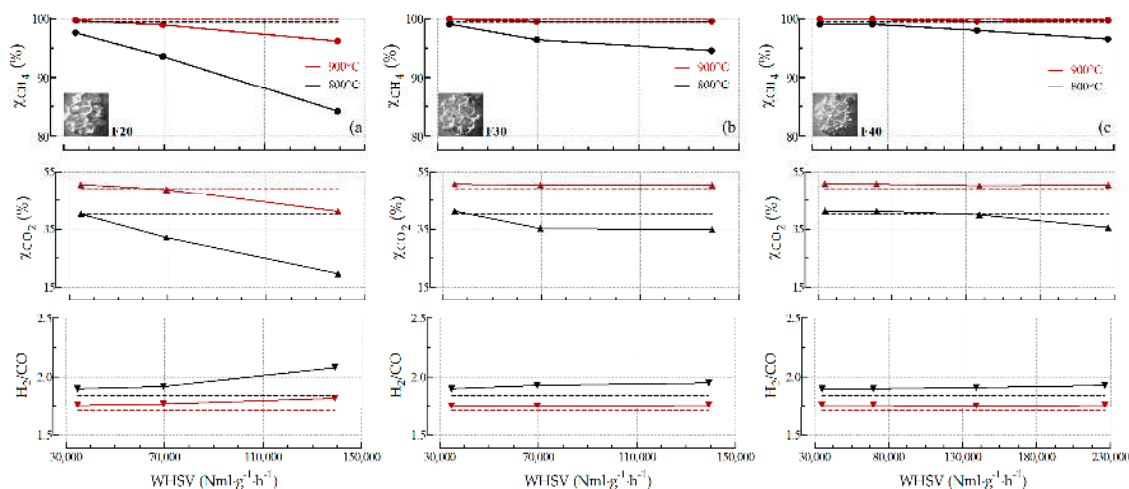 100
90
80
χCH4 (%)
900°C
800°C
F20
(a
100
90
80
χCH4 (%)
900°C
800°C
F30
(b)
100
90
80
χCH4 (%)
900°C
800°C
F40
(c)
55
35
15
χCO2 (%)
55
35
15
χCO2 (%)
55
35
15
χCO2 (%)
2.5
2.0
1.5
H2/CO
30,000 70,000 110,000 150,000
WHSV (Nml·g-1·h-1)
2.5
2.0
1.5
H2/CO
30,000 70,000 110,000 150,000
WHSV (Nml·g-1·h-1)
2.5
2.0
1.5
H2/CO
30,000 80,000 130,000 180,000 230,000
WHSV (Nml·g-1·h-1)